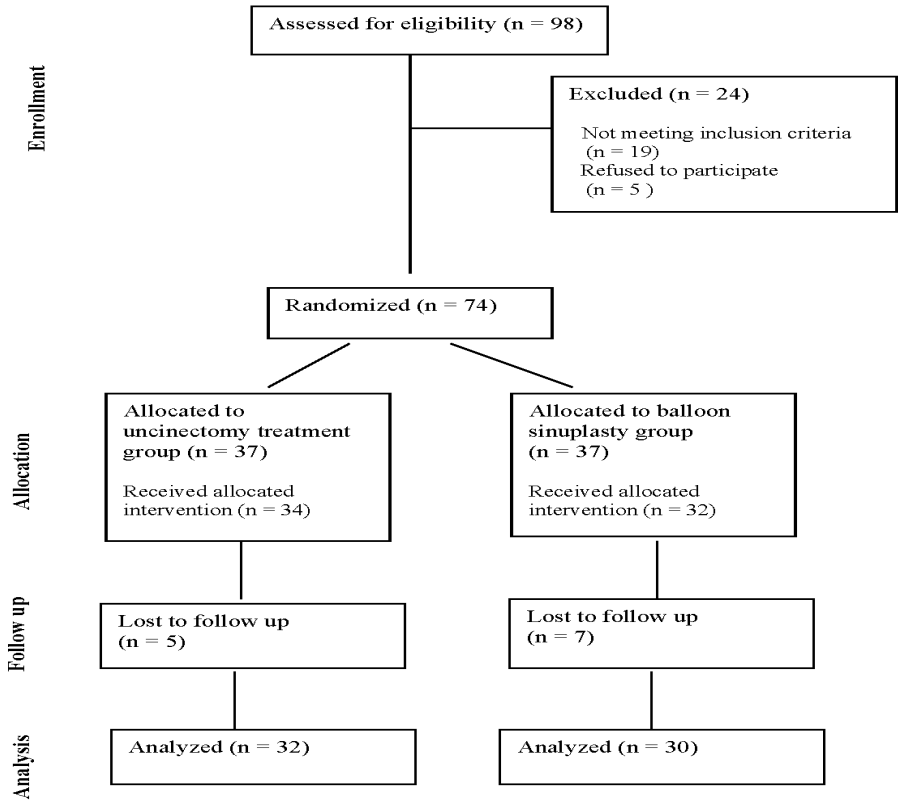 Assessed for eligibility (n = 98)
Enrollment
Excluded (n = 24)
Not meeting inclusion criteria
(n = 19)
Refused to participate
(n = 5 )
Randomized (n = 74)
Allocation
Allocated to
uncinectomy treatment
group (n = 37)
Received allocated
intervention (n = 34)
Allocated to balloon
sinuplasty group
(n = 37)
Received allocated
intervention (n = 32)
Follow up
Lost to follow up
(n = 5)
Lost to follow up
(n = 7)
Analysis
Analyzed (n = 32)
Analyzed (n = 30)